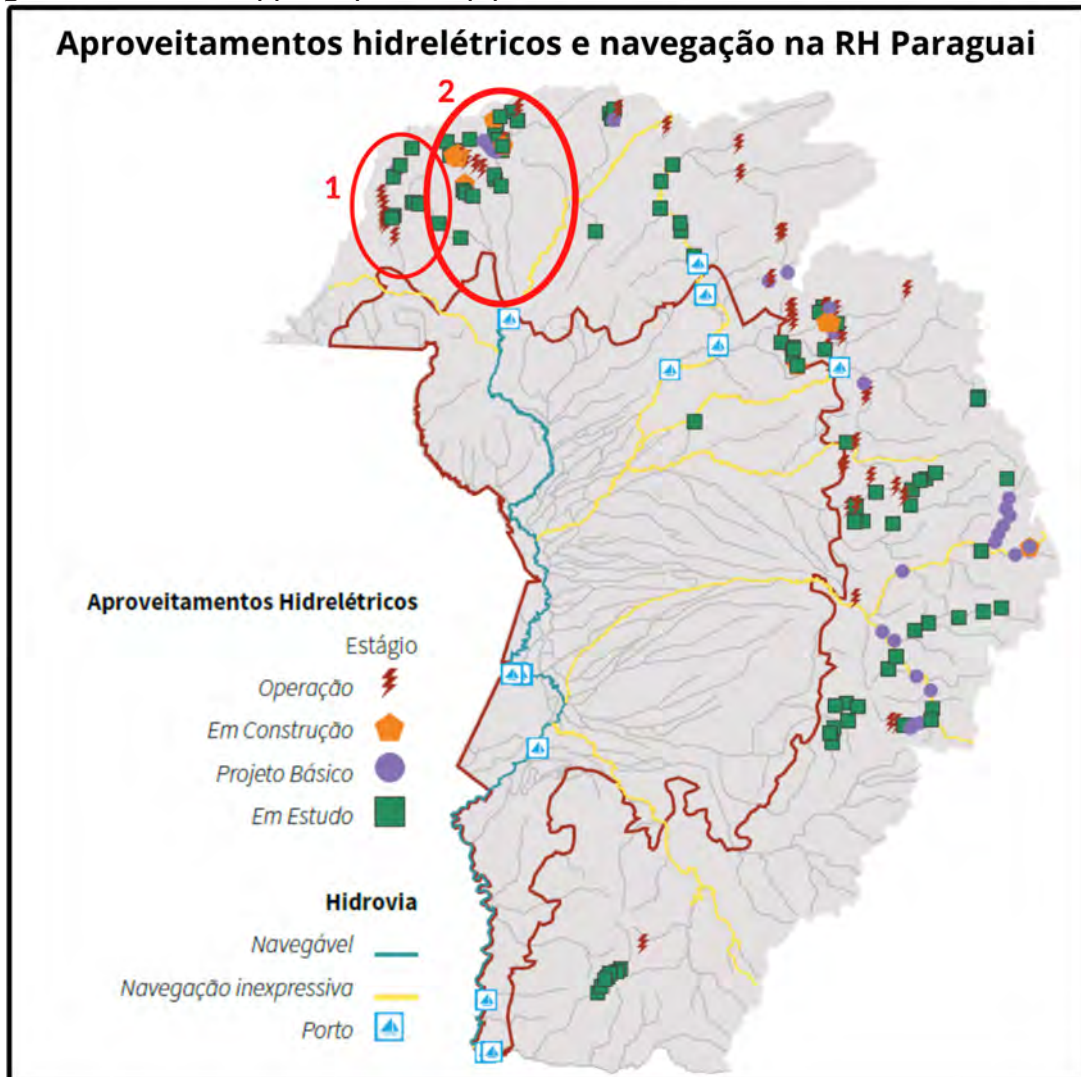 Aproveitamentos hidrelétricos e navegação na RH Paraguai
2
1
Aproveitamentos Hidrelétricos
Estágio
Operação
Em Construção
Projeto Básico
Em Estudo
Hidrovia
Navegável
Navegação inexpressiva
Porto